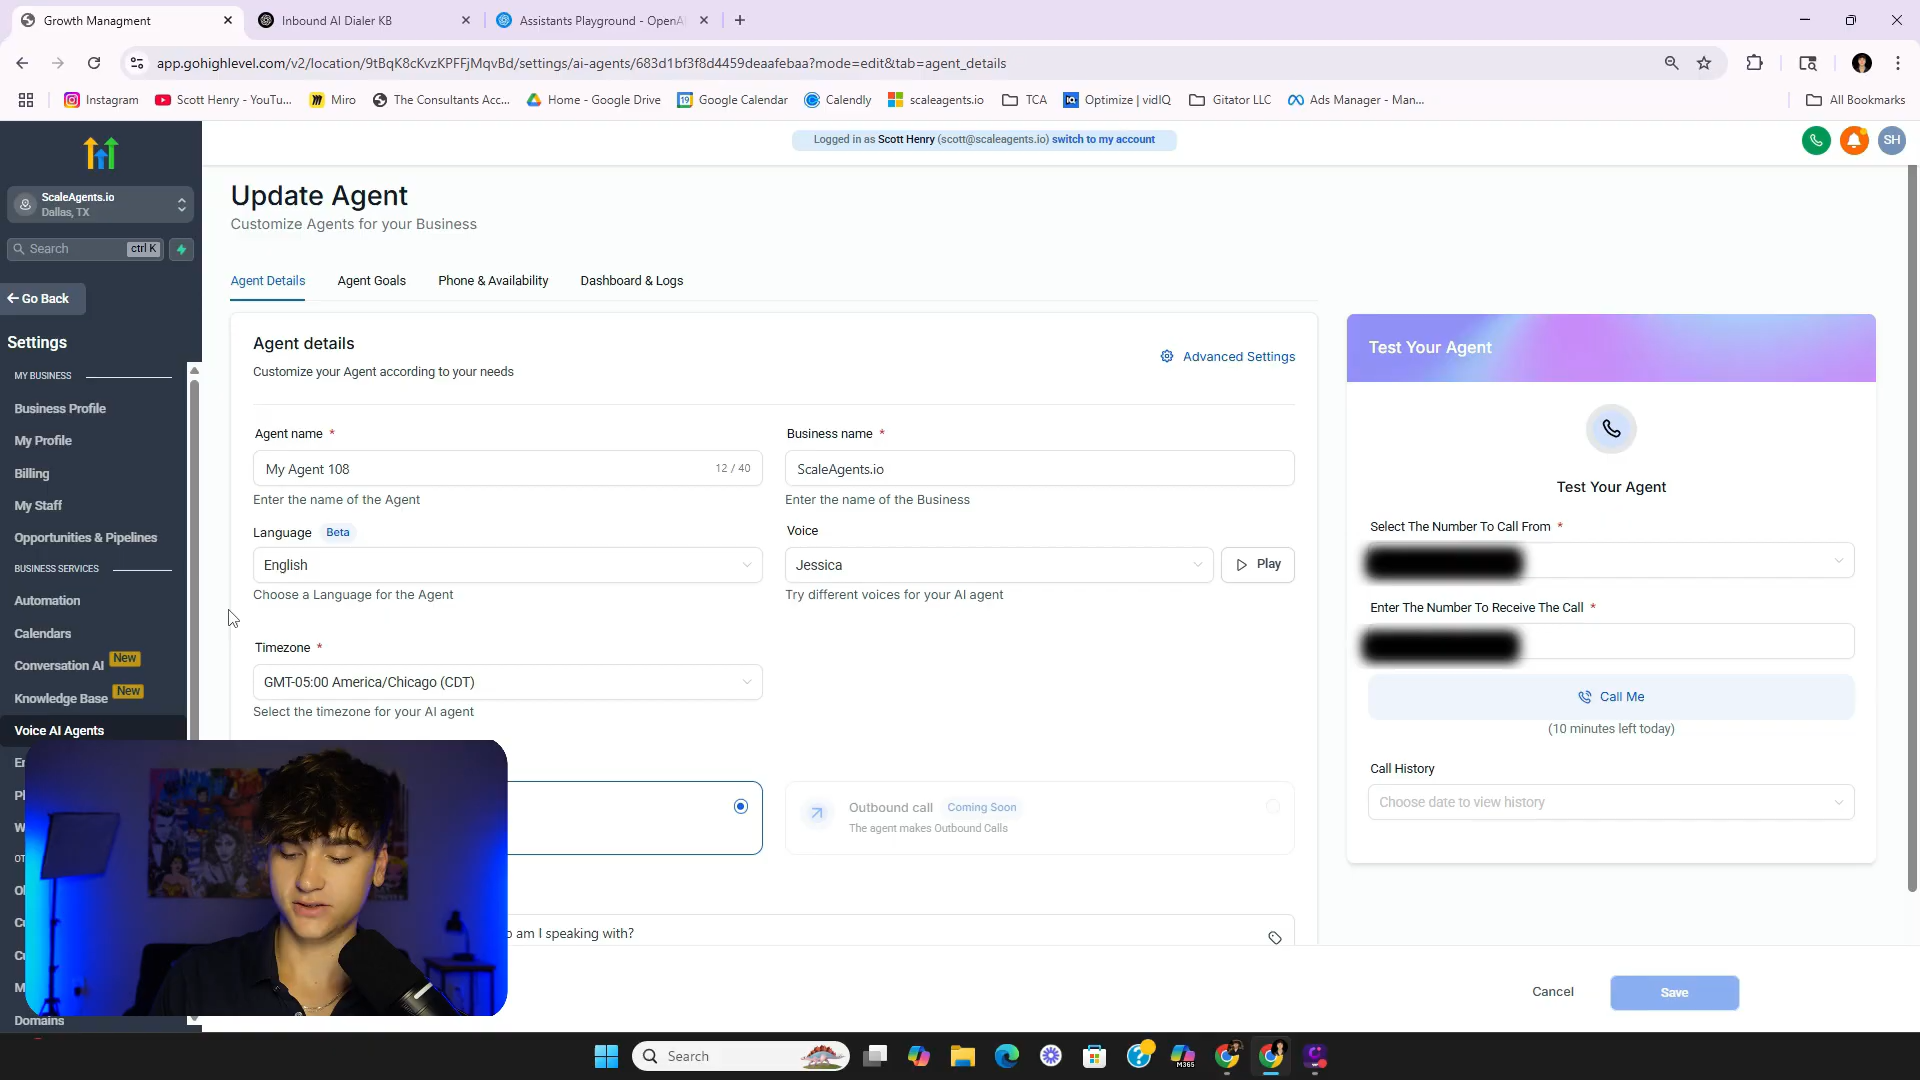 Growth Managment
Inbound AI Dialer KB
Assistants Playground - OpenA
app.gohighlevel.com/v2/location/9tBqK8cKvzKPFFjMqvBd/settings/ai-agents/683d1bf3f8d4459deaafebaa?mode=edit&tab=agent_details
Instagram
Scott Henry - YouTu...
Miro
The Consultants Acc...
Home - Google Drive
Google Calendar
Calendly
scaleagents.io
TCA
Optimize | vidIQ
Gitator LLC
Ads Manager - Man...
All Bookmarks
Logged in as Scott Henry (scott@scaleagents.io) switch to my account
SH
ScaleAgents.io
Dallas, TX
Search
ctrl K
Go Back
Settings
MY BUSINESS
Business Profile
My Profile
Billing
My Staff
Opportunities & Pipelines
BUSINESS SERVICES
Automation
Calendars
Conversation AI New
Knowledge Base New
Voice AI Agents
Domains
Update Agent
Customize Agents for your Business
Agent Details
Agent Goals
Phone & Availability
Dashboard & Logs
Agent details
Customize your Agent according to your needs
Advanced Settings
Agent name *
My Agent 108
12 / 40
Enter the name of the Agent
Business name *
ScaleAgents.io
Enter the name of the Business
Language Beta
English
Choose a Language for the Agent
Voice
Jessica
Play
Try different voices for your AI agent
Timezone *
GMT-05:00 America/Chicago (CDT)
Select the timezone for your AI agent
Outbound call Coming Soon
The agent makes Outbound Calls
am I speaking with?
Test Your Agent
Test Your Agent
Select The Number To Call From *
Enter The Number To Receive The Call *
Call Me
(10 minutes left today)
Call History
Choose date to view history
Cancel
Save
Search
M365